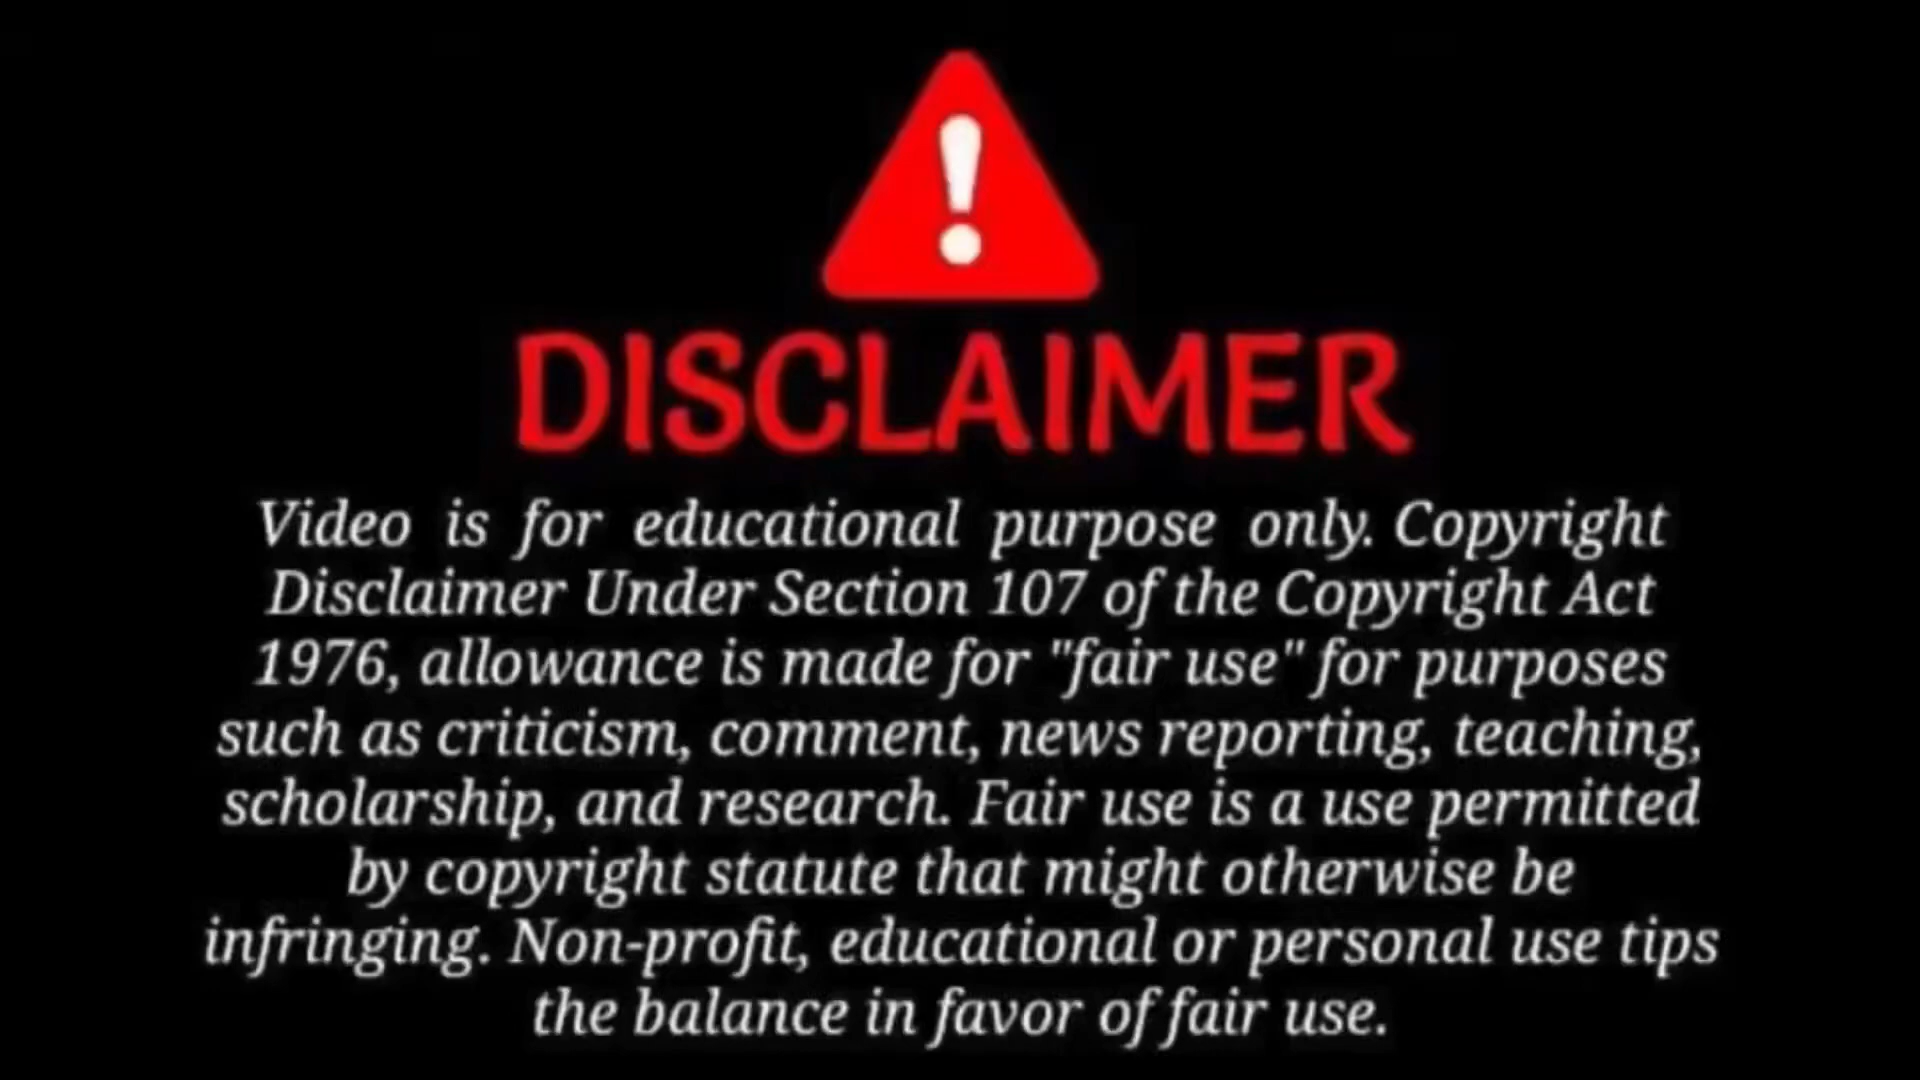 DISCLAIMER
Video is for educational purpose only. Copyright
Disclaimer Under Section 107 of the Copyright Act
1976, allowance is made for "fair use" for purposes
such as criticism, comment, news reporting, teaching,
scholarship, and research. Fair use is a use permitted
by copyright statute that might otherwise be
infringing. Non-profit, educational or personal use tips
the balance in favor of fair use.